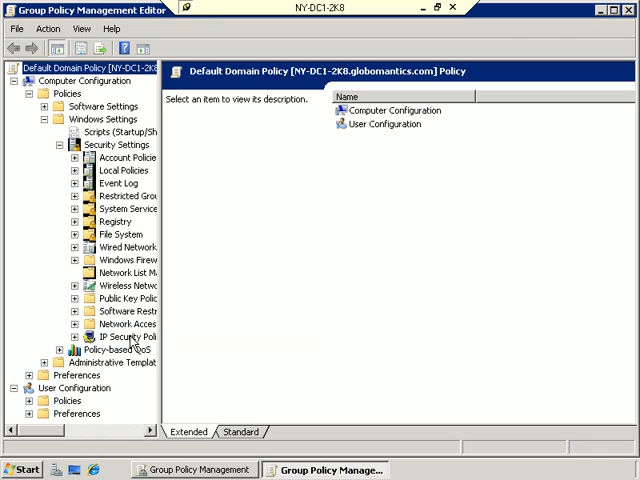 Group Policy Management Editor
NY-DC1-2K8
File Action View Help
Default Domain Policy [NY-DC1-2K8
Computer Configuration
Policies
Software Settings
Windows Settings
Scripts (Startup/Sh
Security Settings
Account Policie
Local Policies
Event Log
Restricted Grou
System Service
Registry
File System
Wired Network
Windows Firew
Network List M
Wireless Netw
Public Key Polic
Software Restr
Network Acces
IP Security Poli
Policy-based QoS
Administrative Templat
Preferences
User Configuration
Policies
Preferences
Default Domain Policy [NY-DC1-2K8.globomantics.com] Policy
Select an item to view its description.
Name
Computer Configuration
User Configuration
Extended Standard
Start Group Policy Management Group Policy Manage...